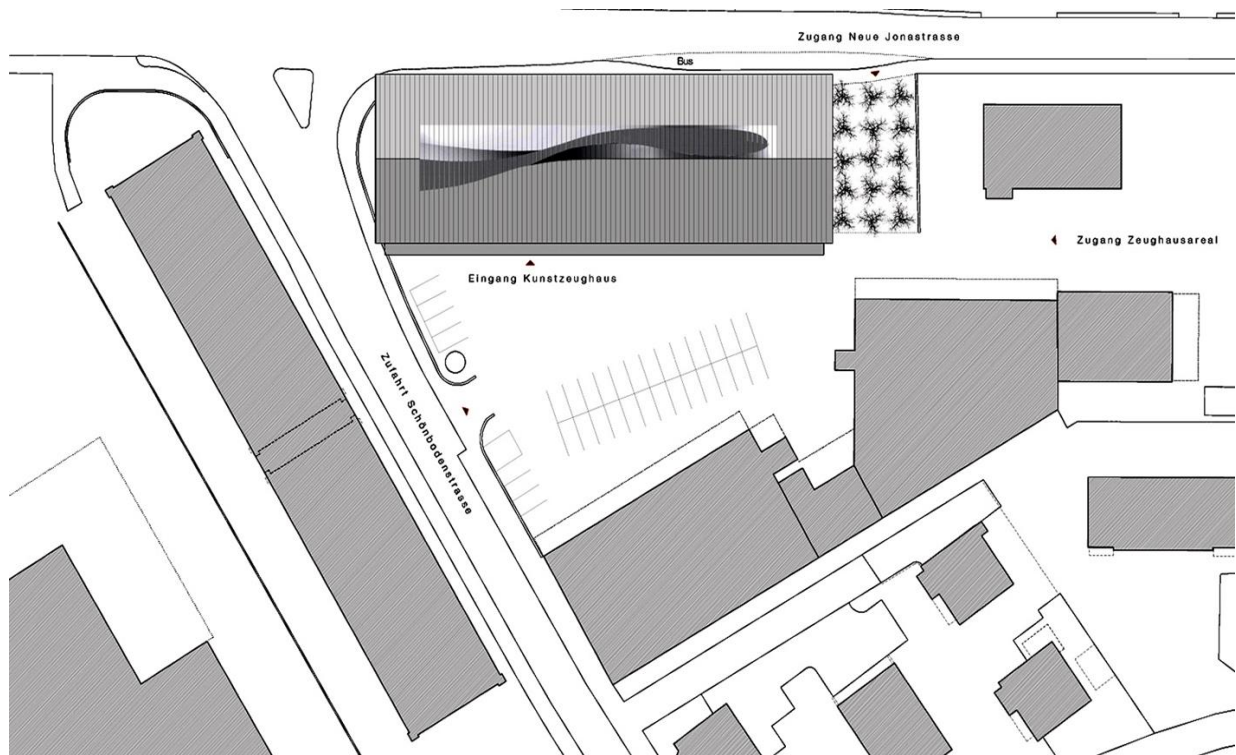 Zugang Neue Jonastrasse
Bus
Zugang Zeughausareal
Eingang Kunstzeughaus
Zufahrt Schönbodenstrasse